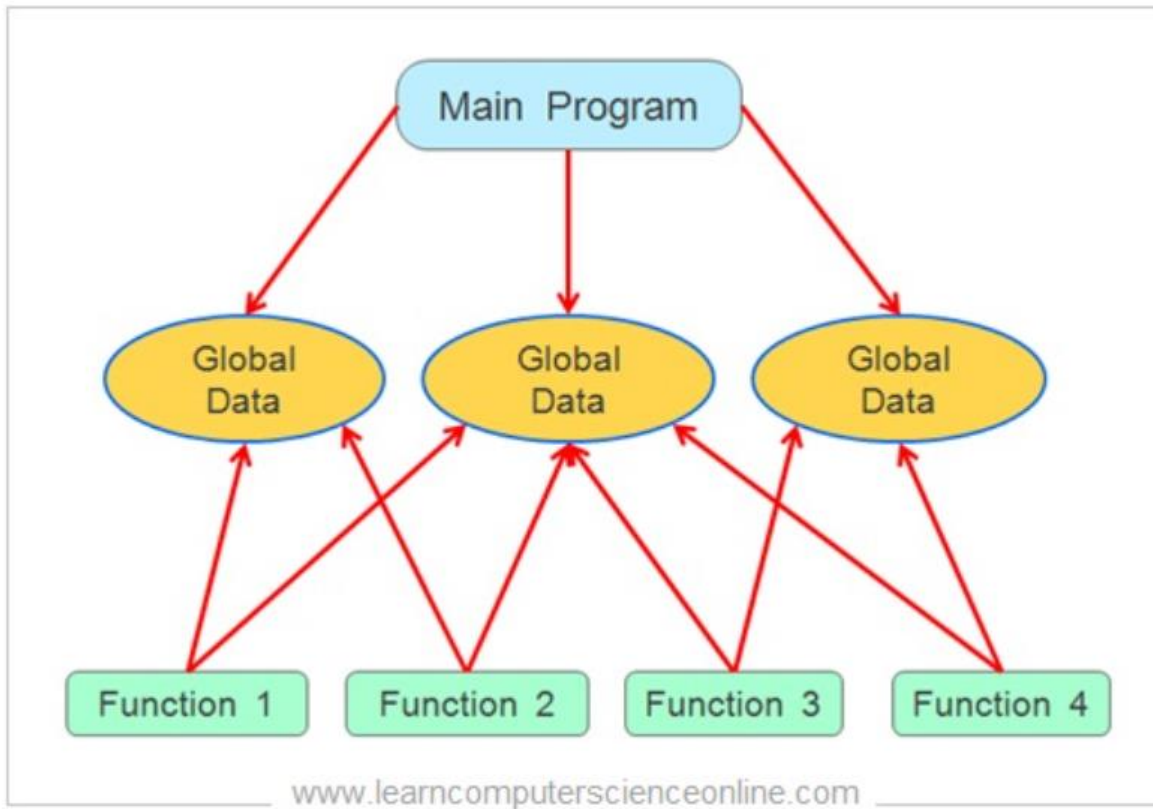 Main Program
Global
Data
Global
Data
Global
Data
Function 1
Function 2
Function 3
Function 4
www.learncomputerscienceonline.com